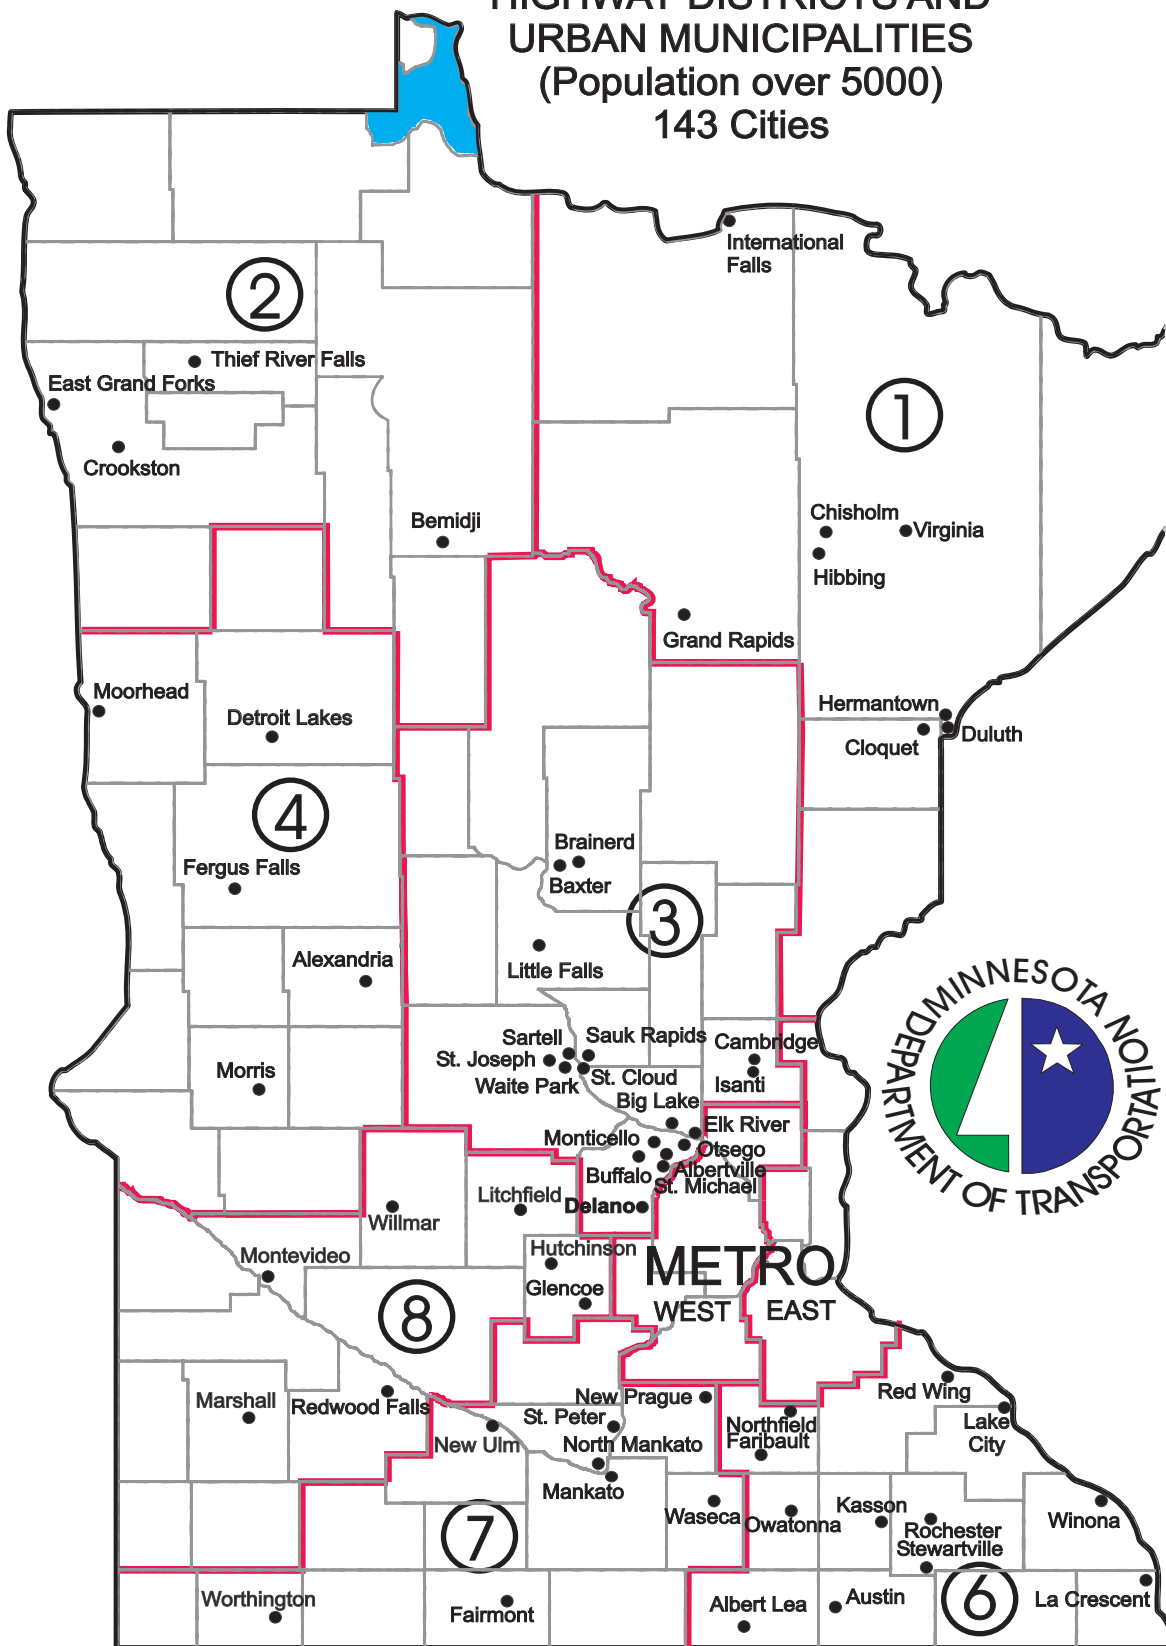 HIGHWAY DISTRICTS AND
URBAN MUNICIPALITIES
(Population over 5000)
143 Cities
International
Falls
2
Thief River Falls
East Grand Forks
1
Crookston
Chisholm
Virginia
Bemidji
Hibbing
Grand Rapids
Moorhead
Hermantown
Detroit Lakes
Duluth
Cloquet
4
Brainerd
Fergus Falls
Baxter
3
Alexandria
Little Falls
MINNESOTA
DEPARTMENT OF TRANSPORTATION
Sartell
Sauk Rapids
Cambridge
St. Joseph
Morris
Waite Park
St. Cloud
Isanti
Big Lake
Elk River
Monticello
Otsego
Buffalo
Albertville
St. Michael
Litchfield
Delano
Willmar
Hutchinson
Montevideo
METRO
Glencoe
WEST
EAST
8
Red Wing
Marshall
Redwood Falls
New Prague
St. Peter
Northfield
Lake
City
New Ulm
North Mankato
Faribault
Mankato
Waseca
Owatonna
Kasson
Rochester
Winona
7
Stewartville
6
Worthington
Fairmont
Albert Lea
Austin
La Crescent